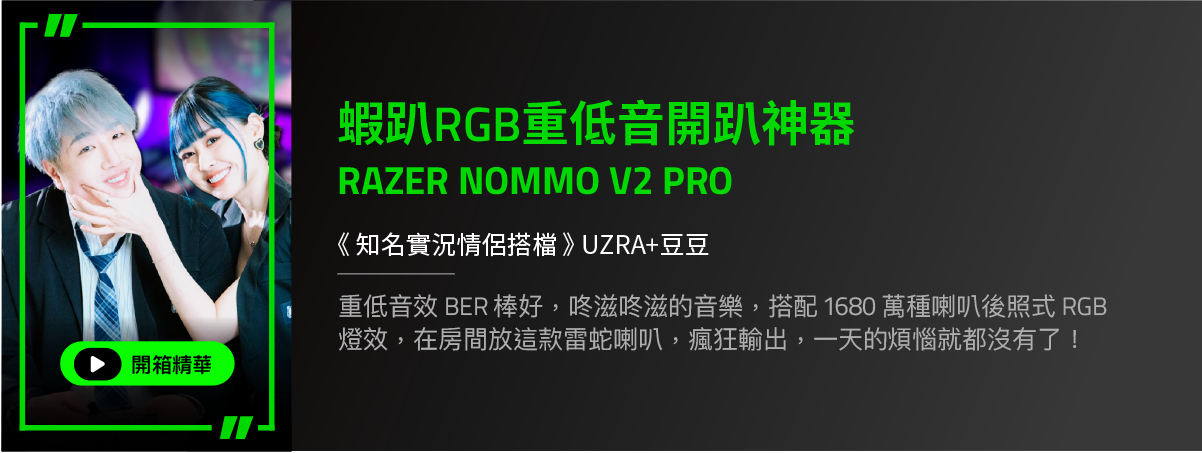 蝦趴RGB重低音開趴神器
RAZER NOMMO V2 PRO
《 知名實況情侶搭檔 》 UZRA+豆豆
重低音效 BER 棒好，咚滋咚滋的音樂，搭配 1680 萬種喇叭後照式 RGB
燈效，在房間放這款雷蛇喇叭，瘋狂輸出，一天的煩惱就都沒有了！
開箱精華